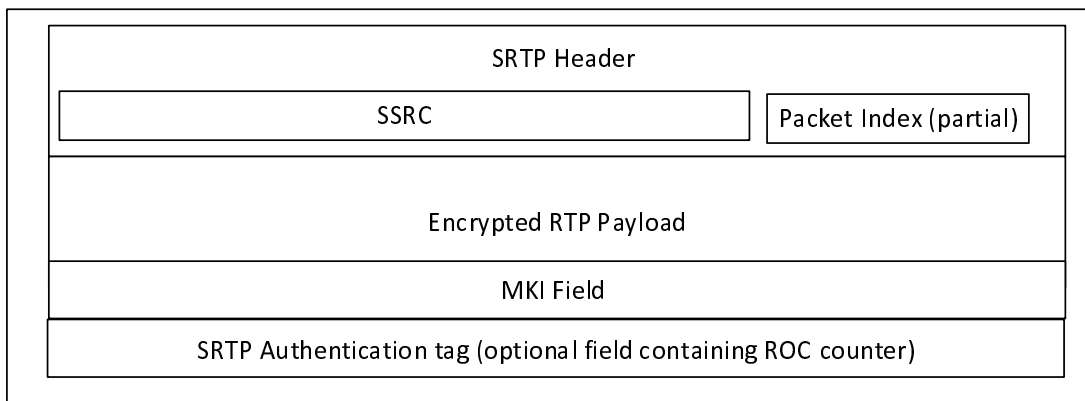 SRTP Header
SSRC
Packet Index (partial)
Encrypted RTP Payload
MKI Field
SRTP Authentication tag (optional field containing ROC counter)